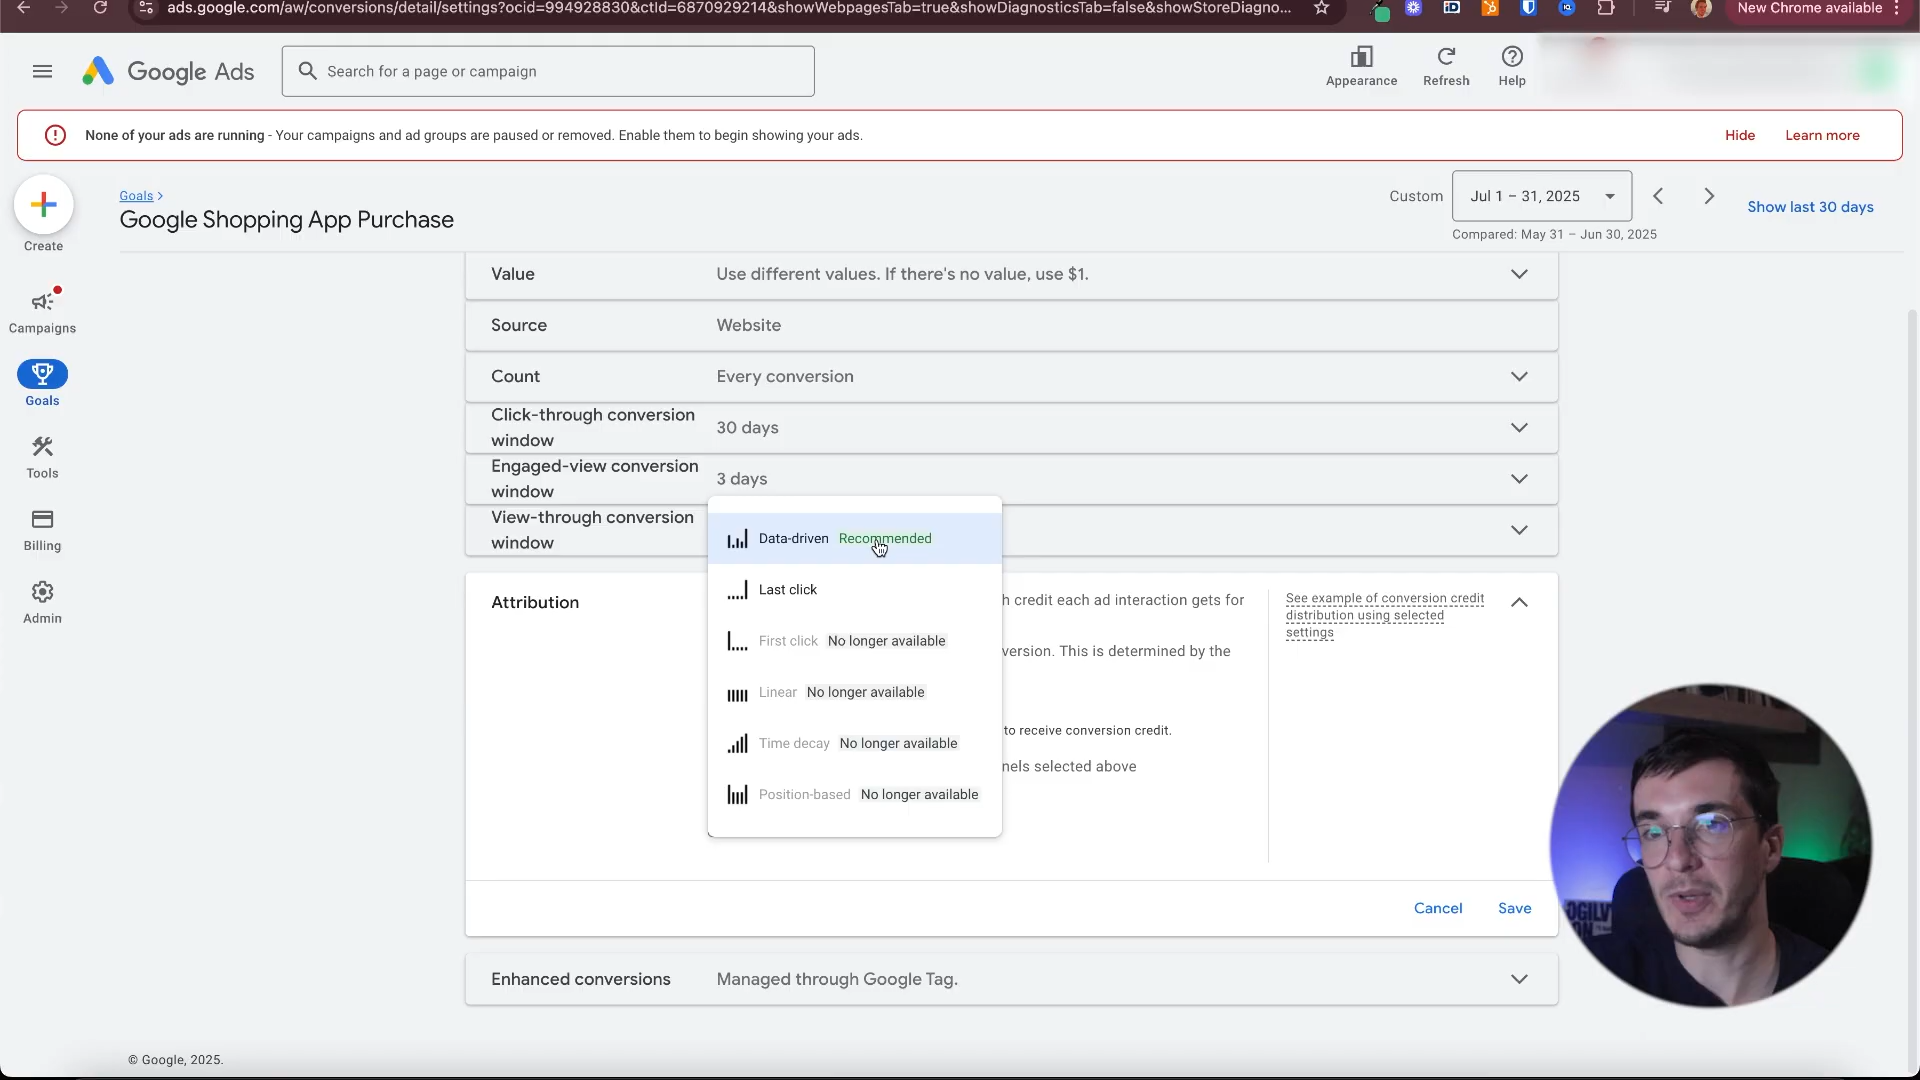 ads.google.com/aw/conversions/detail/settings?ocid=994928830&ctId=6870929214&showWebpagesTab=true&showDiagnosticsTab=false&showStoreDiagno...
New Chrome available
Google Ads
Search for a page or campaign
Appearance
Refresh
Help
None of your ads are running - Your campaigns and ad groups are paused or removed. Enable them to begin showing your ads.
Hide
Learn more
Create
Campaigns
Goals
Tools
Billing
Admin
Goals >
Google Shopping App Purchase
Custom
Jul 1 – 31, 2025
Compared: May 31 – Jun 30, 2025
Show last 30 days
Value
Use different values. If there's no value, use $1.
Source
Website
Count
Every conversion
Click-through conversion
window
30 days
Engaged-view conversion
window
3 days
View-through conversion
window
Data-driven Recommended
Last click
First click No longer available
Linear No longer available
Time decay No longer available
Position-based No longer available
Attribution
credit each ad interaction gets for
This is determined by the
to receive conversion credit.
selected above
See example of conversion credit
distribution using selected
settings
Cancel
Save
Enhanced conversions
Managed through Google Tag.
© Google, 2025.